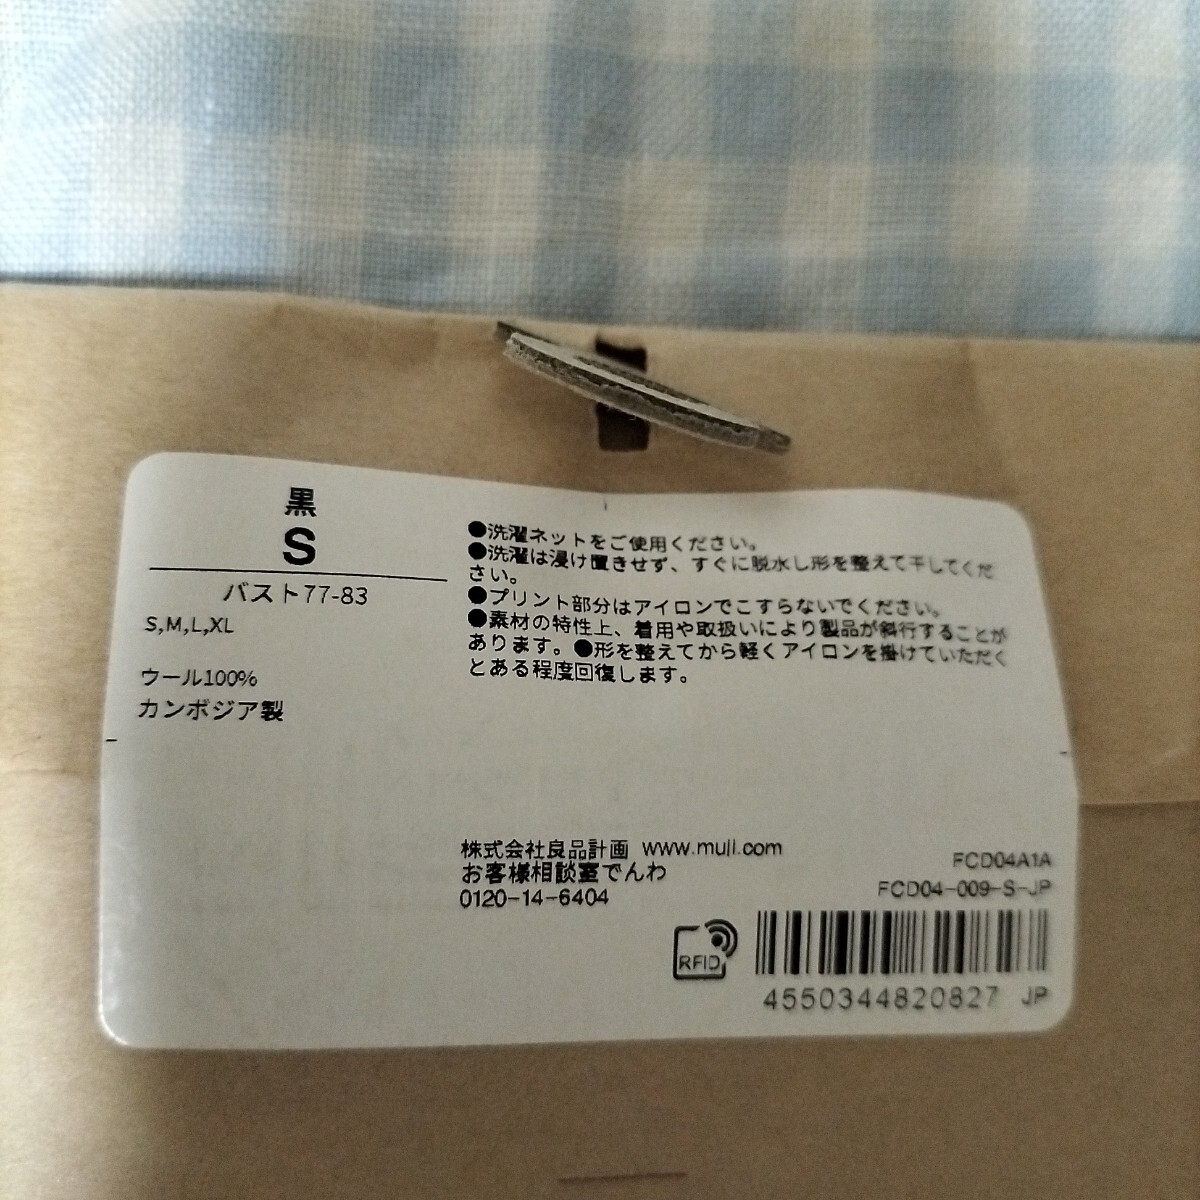 黒
S
バスト77-83
S,M,L,XL
ウール100%
カンボジア製
●洗濯ネットをご使用ください。
●洗濯は浸け置きせず、すぐに脱水し形を整えて干してくだ
さい。
●プリント部分はアイロンでこすらないでください。
●素材の特性上、着用や取扱いにより製品が斜行することが
あります。●形を整えてから軽くアイロンを掛けていただく
とある程度回復します。
株式会社良品計画 www.muji.com
お客様相談室でんわ
0120-14-6404
FCD04A1A
FCD04-009-S-JP
RFID
4550344820827 JP